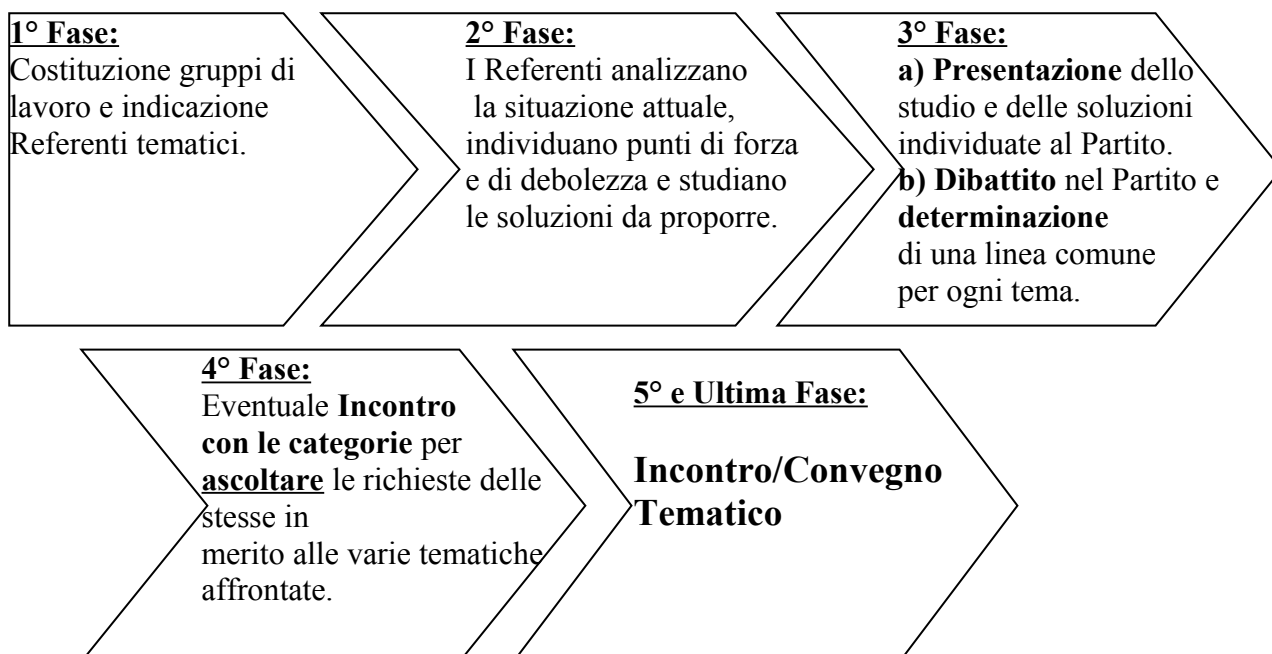 1° Fase:
Costituzione gruppi di
lavoro e indicazione
Referenti tematici.
2° Fase:
I Referenti analizzano
la situazione attuale,
individuano punti di forza
e di debolezza e studiano
le soluzioni da proporre.
3° Fase:
a) Presentazione dello
studio e delle soluzioni
individuate al Partito.
b) Dibattito nel Partito e
determinazione
di una linea comune
per ogni tema.
4° Fase:
Eventuale Incontro
con le categorie per
ascoltare le richieste delle
stesse in
merito alle varie tematiche
affrontate.
5° e Ultima Fase:
Incontro/Convegno
Tematico